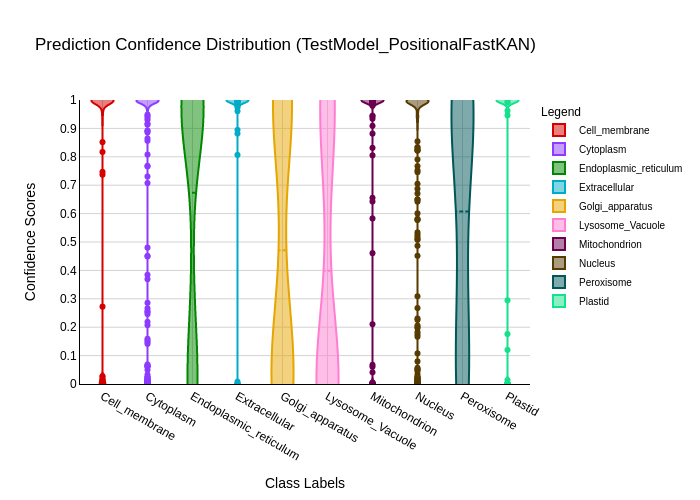 Prediction Confidence Distribution (TestModel_PositionalFastKAN)
Confidence Scores
1
0.9
0.8
0.7
0.6
0.5
0.4
0.3
0.2
0.1
0
Cell_membrane
Cytoplasm
Endoplasmic_reticulum
Extracellular
Golgi_apparatus
Lysosome_Vacuole
Mitochondrion
Nucleus
Peroxisome
Plastid
Class Labels
Legend
Cell_membrane
Cytoplasm
Endoplasmic_reticulum
Extracellular
Golgi_apparatus
Lysosome_Vacuole
Mitochondrion
Nucleus
Peroxisome
Plastid